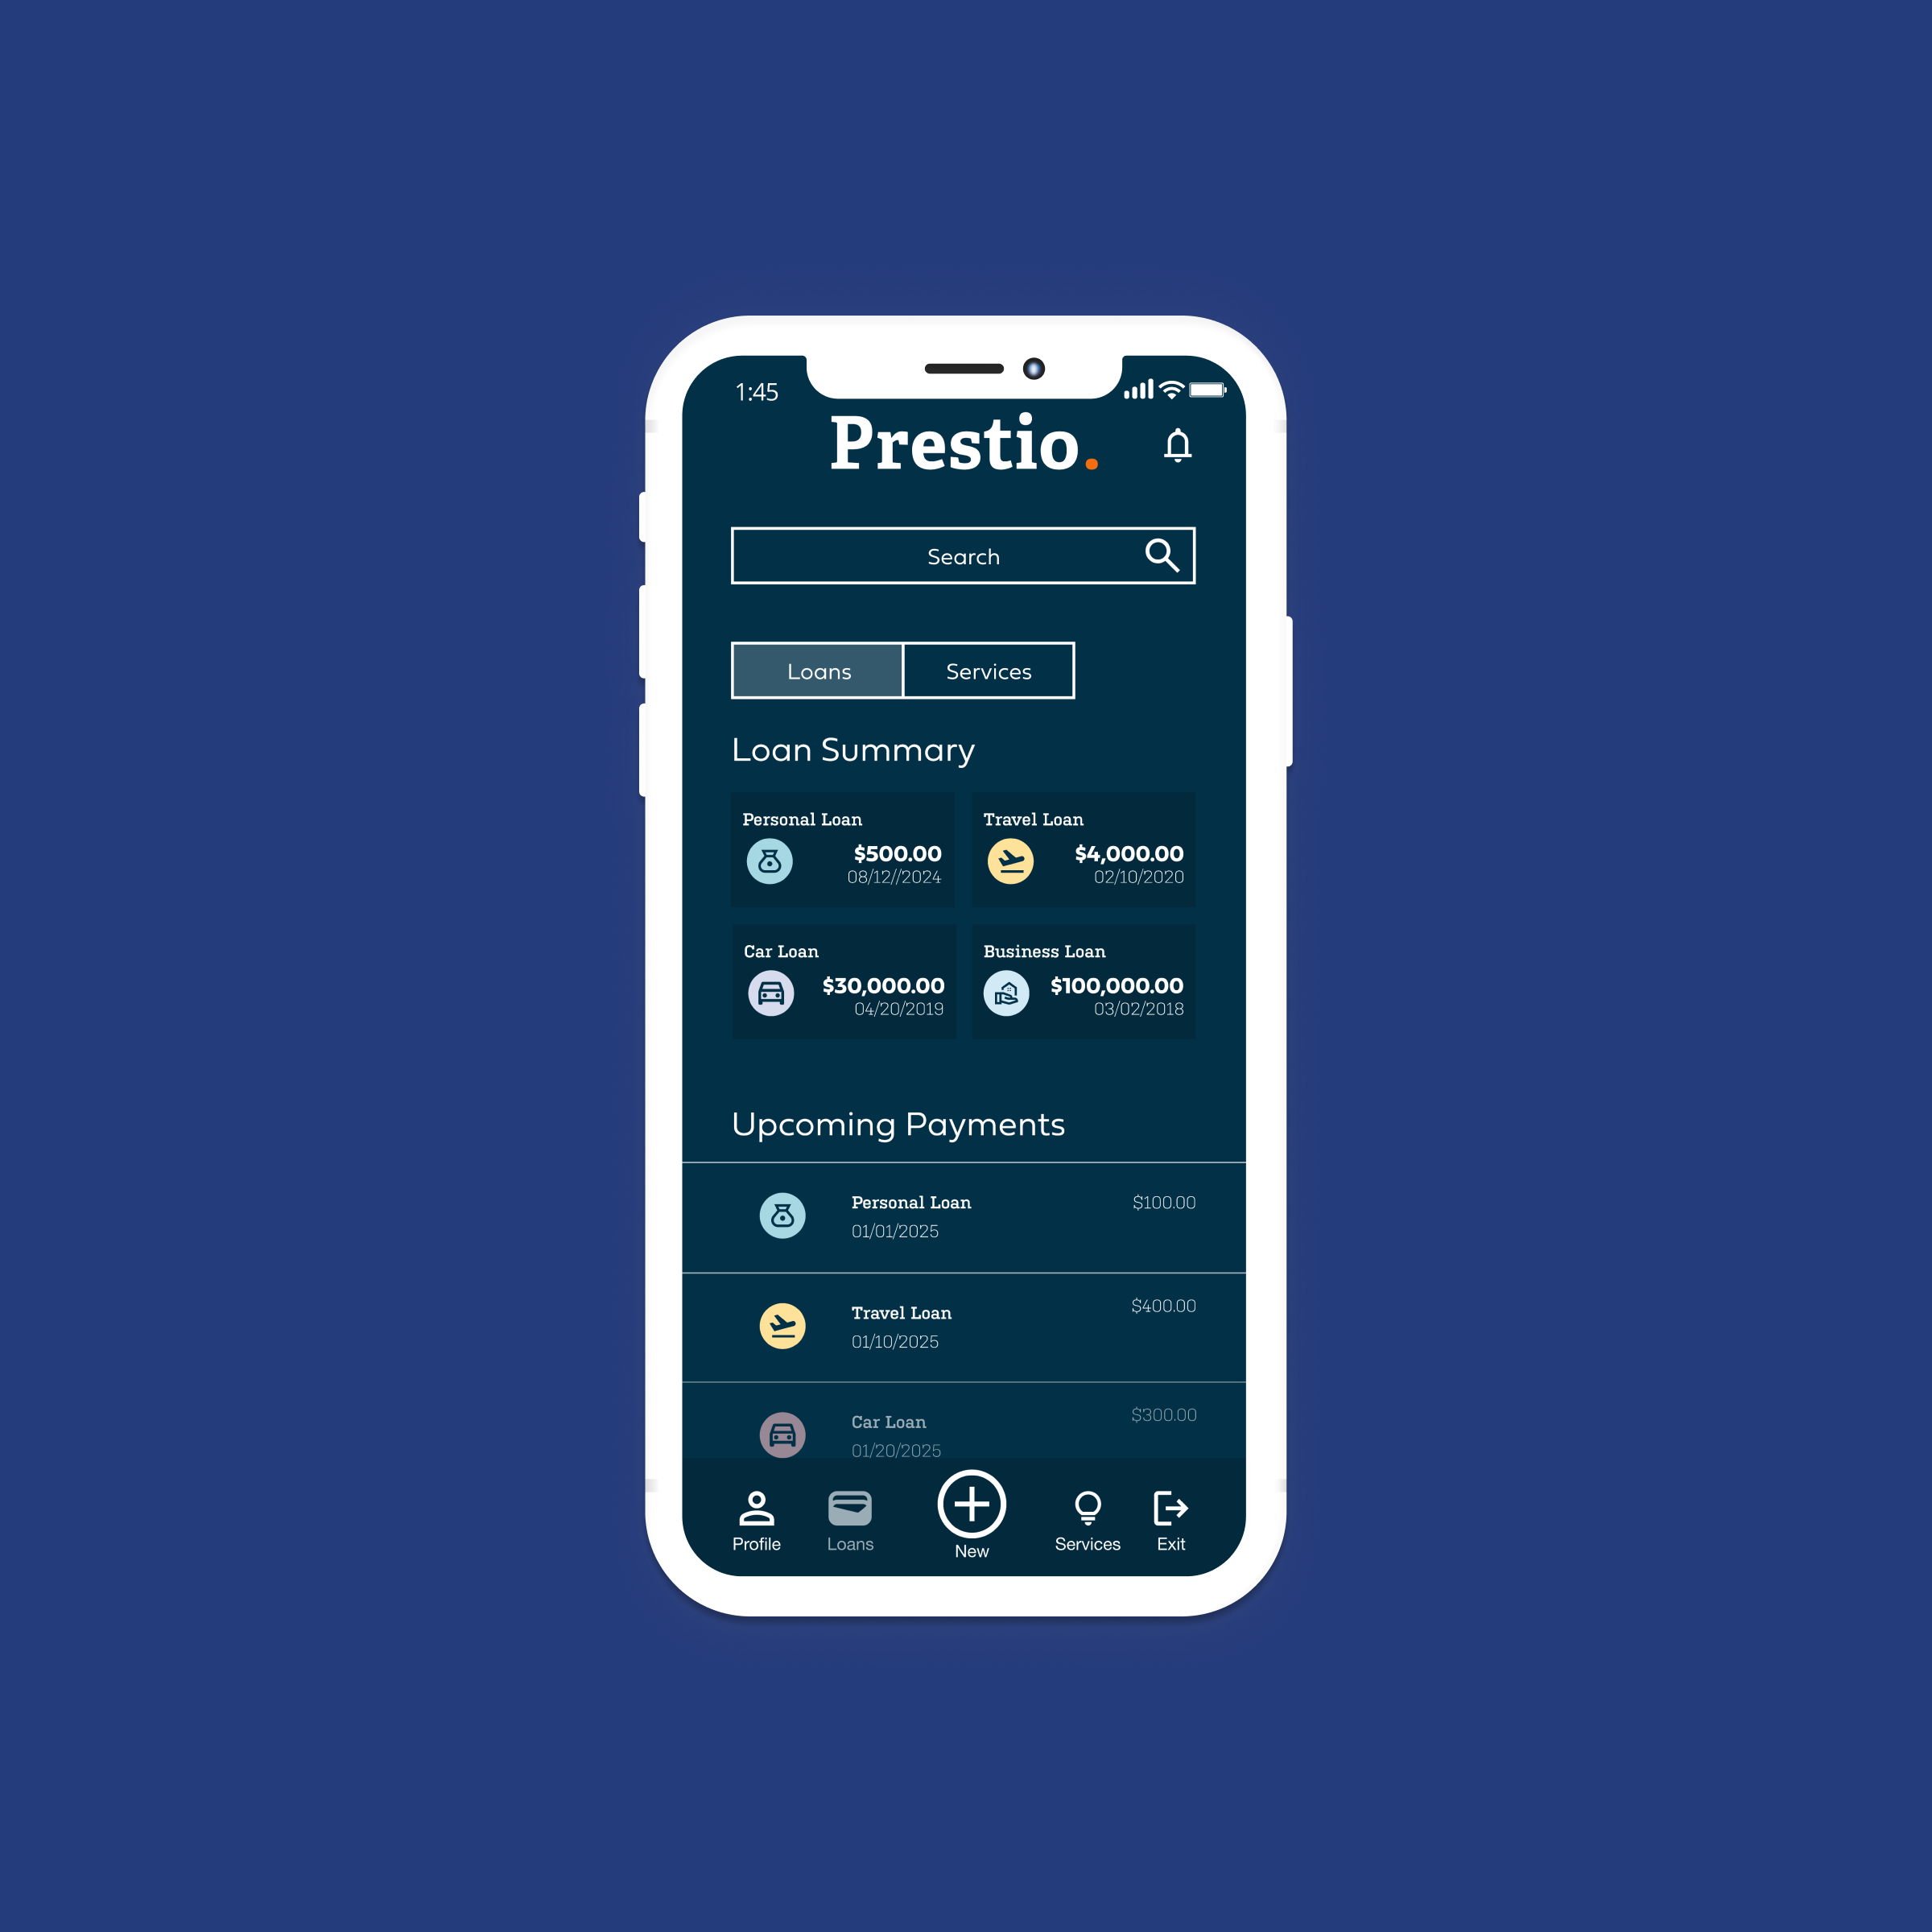 1:45
Prestio.
Search
Loans Services
Loan Summary
Personal Loan
$500.00
08/12//2024
Travel Loan
$4,000.00
02/10/2020
Car Loan
$30,000.00
04/20/2019
Business Loan
$100,000.00
03/02/2018
Upcoming Payments
Personal Loan $100.00
01/01/2025
Travel Loan $400.00
01/10/2025
Car Loan $300.00
01/20/2025
Profile Loans New Services Exit